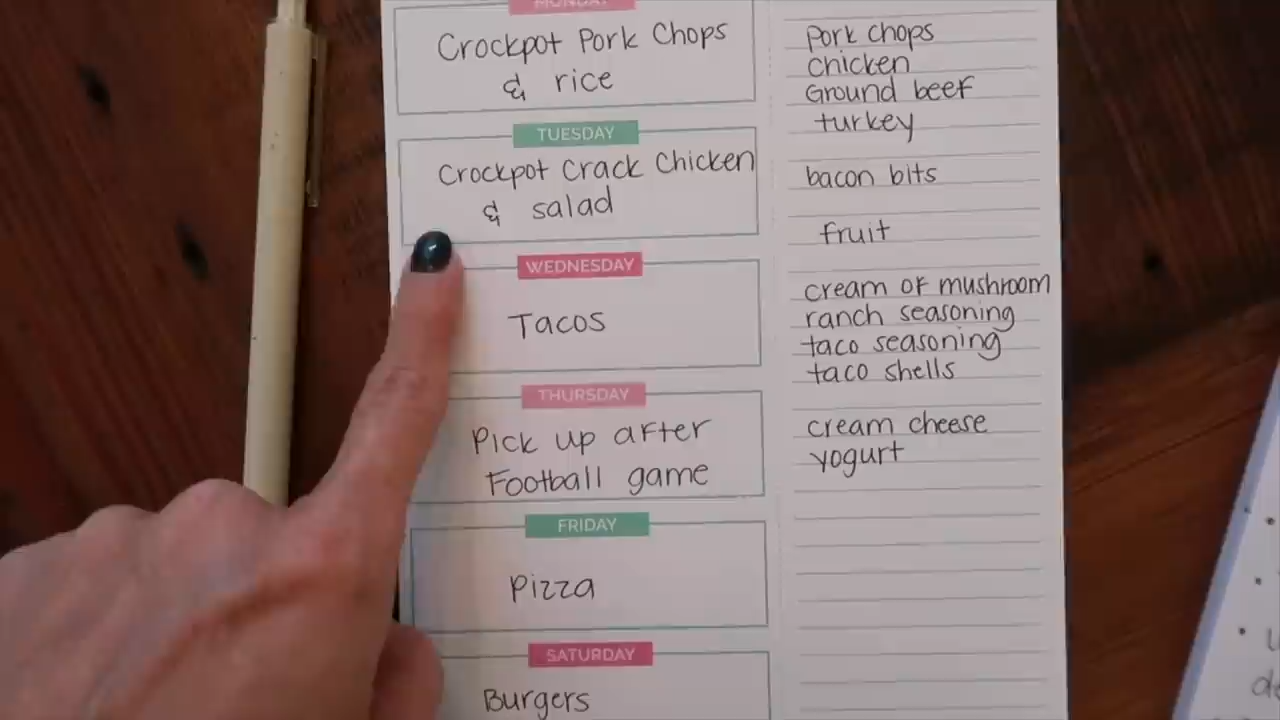 MONDAY
Crockpot Pork Chops
& rice
TUESDAY
Crockpot Crack Chicken
& salad
WEDNESDAY
Tacos
THURSDAY
Pick up after
Football game
FRIDAY
Pizza
SATURDAY
Burgers
Pork chops
chicken
Ground beef
turkey
bacon bits
fruit
cream of mushroom
ranch seasoning
taco seasoning
taco shells
cream cheese
yogurt